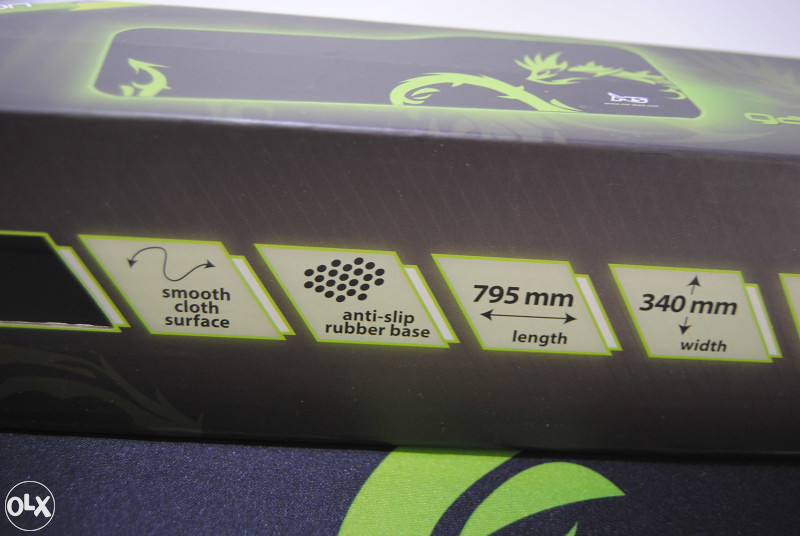 smooth
cloth
surface
anti-slip
rubber base
795 mm
length
340 mm
width
OLX